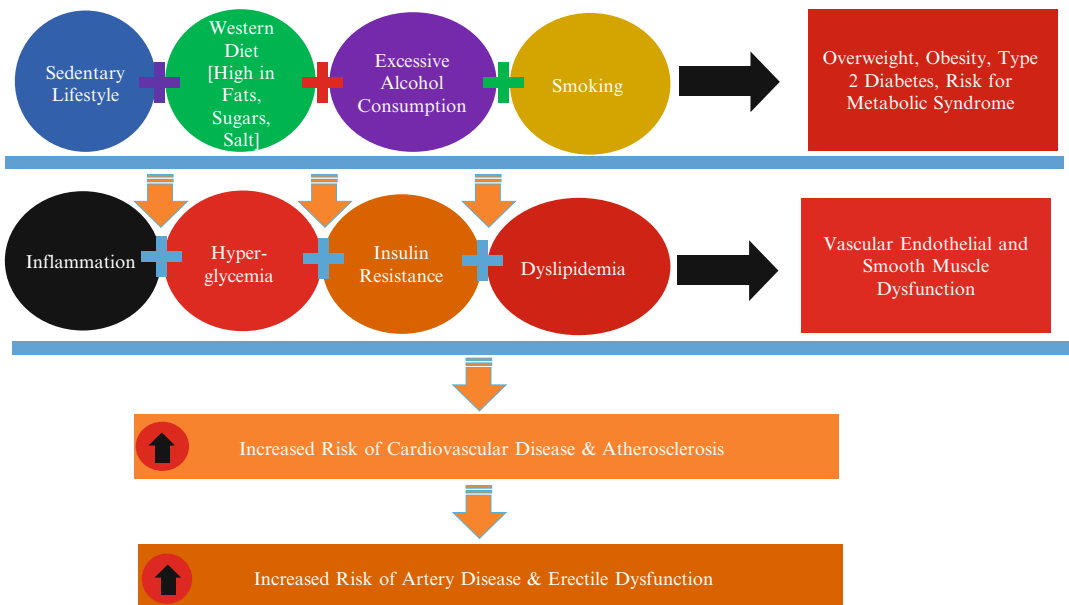 Sedentary
Lifestyle
Western
Diet
[High in
Fats,
Sugars,
Salt]
Excessive
Alcohol
Consumption
Smoking
Overweight, Obesity, Type
2 Diabetes, Risk for
Metabolic Syndrome
Inflammation
Hyper-
glycemia
Insulin
Resistance
Dyslipidemia
Vascular Endothelial and
Smooth Muscle
Dysfunction
Increased Risk of Cardiovascular Disease & Atherosclerosis
Increased Risk of Artery Disease & Erectile Dysfunction